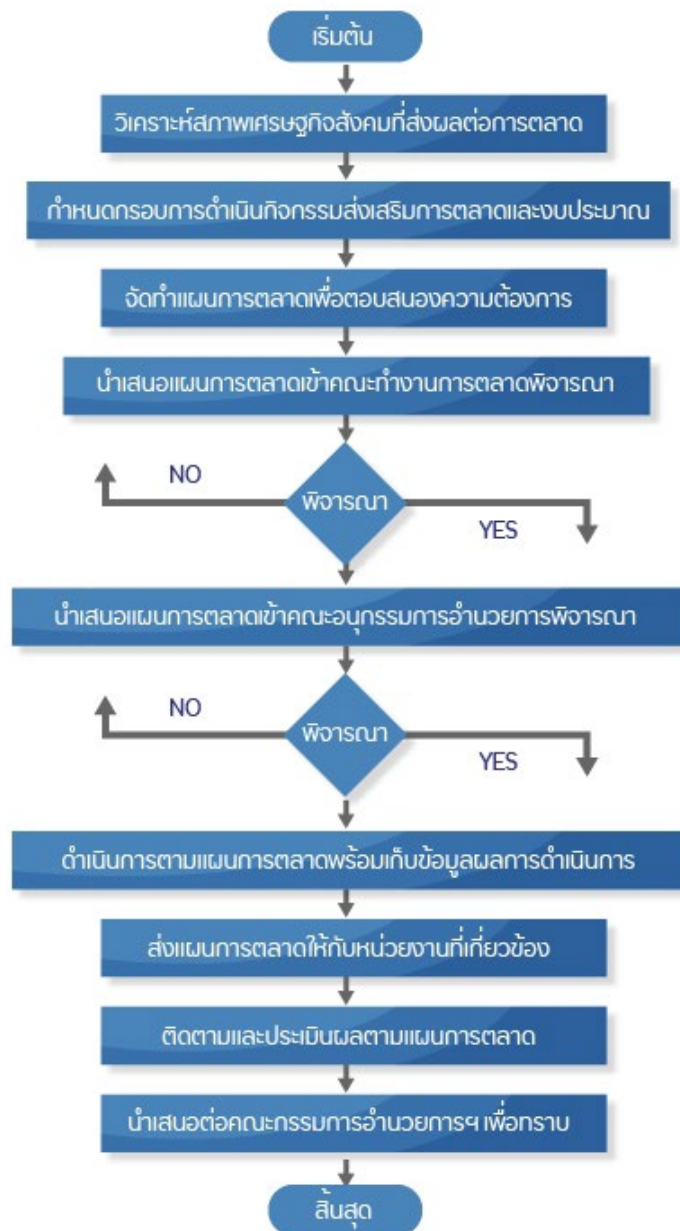 เริ่มต้น
วิเคราะห์สภาพเศรษฐกิจสังคมที่ส่งผลต่อการตลาด
กำหนดกรอบการดำเนินกิจกรรมส่งเสริมการตลาดและงบประมาณ
จัดทำแผนการตลาดเพื่อตอบสนองความต้องการ
นำเสนอแผนการตลาดเข้าคณะทำงานการตลาดพิจารณา
NO
พิจารณา
YES
นำเสนอแผนการตลาดเข้าคณะอนุกรรมการอำนวยการพิจารณา
NO
พิจารณา
YES
ดำเนินการตามแผนการตลาดพร้อมเก็บข้อมูลผลการดำเนินการ
ส่งแผนการตลาดให้กับหน่วยงานที่เกี่ยวข้อง
ติดตามและประเมินผลตามแผนการตลาด
นำเสนอต่อคณะกรรมการอำนวยการฯ เพื่อทราบ
สิ้นสุด